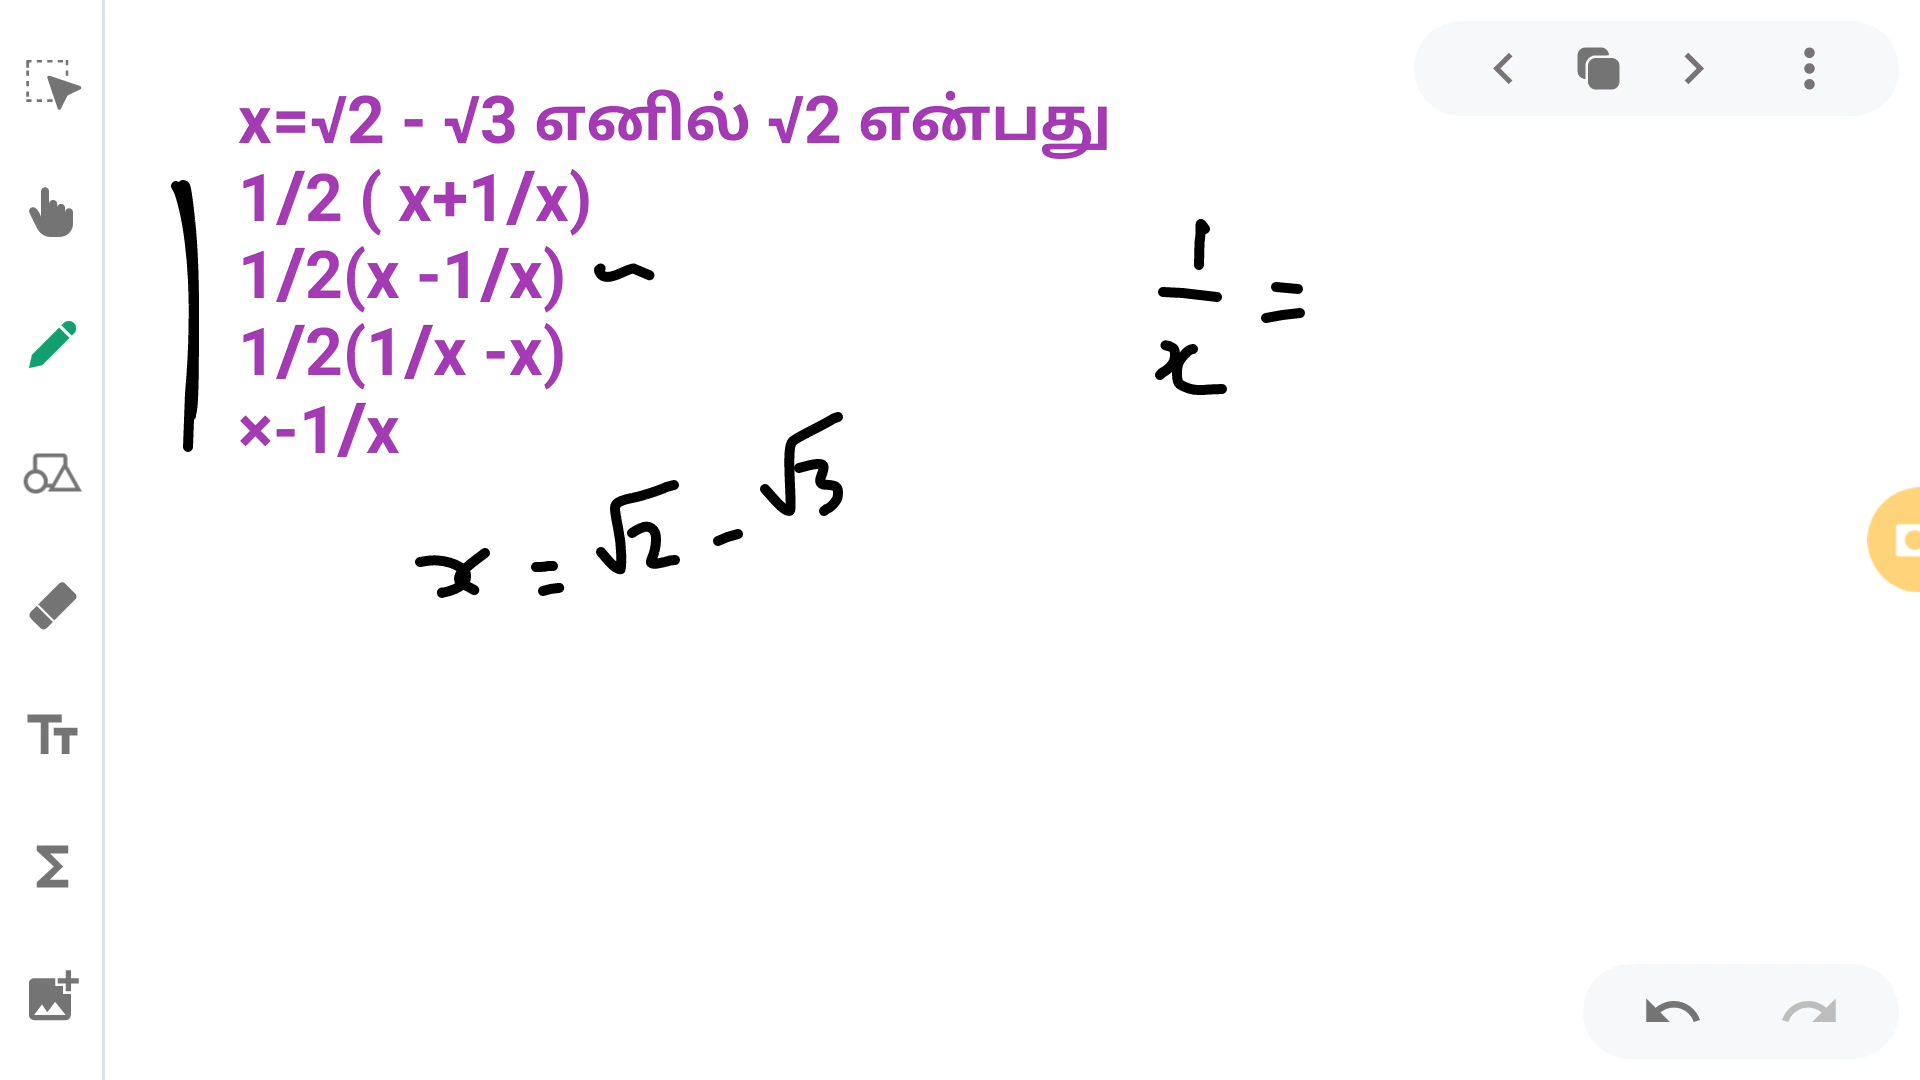 x=√2 - √3 எனில் √2 என்பது
1/2 ( x+1/x)
1/2(x -1/x)
1/2(1/x -x)
×-1/x
1/x =
x = √2 - √3